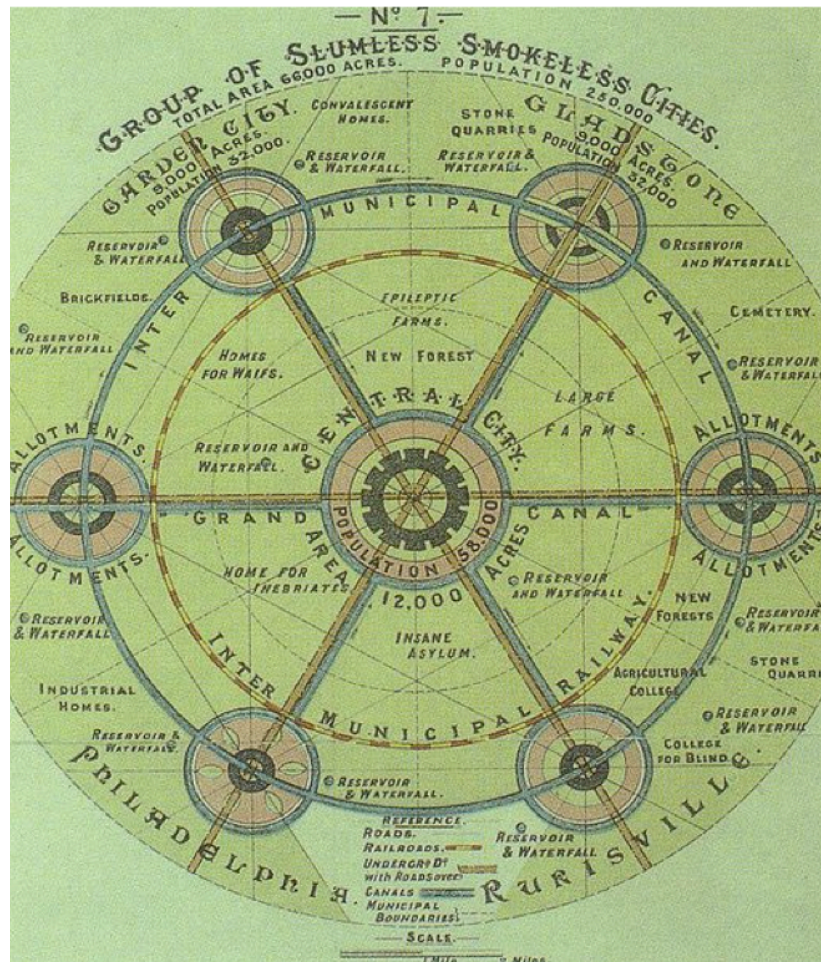 — Nº 7. —
GROUP OF SLUMLESS SMOKELESS CITIES.
TOTAL AREA 66,000 ACRES. POPULATION 250,000
GARDEN CITY.
9,000 ACRES.
POPULATION 32,000.
CONVALESCENT
HOMES.
STONE
QUARRIES
GLADSTONE
9,000 ACRES.
POPULATION
32,000
RESERVOIR
& WATERFALL.
RESERVOIR &
WATERFALL.
INTER MUNICIPAL CANAL
RESERVOIR
& WATERFALL
RESERVOIR
AND WATERFALL
BRICKFIELDS.
EPILEPTIC
FARMS.
CEMETERY.
RESERVOIR
AND WATERFALL
HOMES
FOR WAIFS.
NEW FOREST
RESERVOIR
& WATERFALL
LARGE
FARMS.
CENTRAL CITY.
ALLOTMENTS.
ALLOTMENTS
RESERVOIR AND
WATERFALL.
GRAND CANAL
POPULATION 58,000
AREA 12,000 ACRES
ALLOTMENTS.
ALLOTMENTS
HOME FOR
INEBRIATES
RESERVOIR
AND WATERFALL
NEW
FORESTS
RESERVOIR
& WATERFALL
RESERVOIR
& WATERFA
INSANE
ASYLUM.
STONE
QUARR
INTER MUNICIPAL RAILWAY.
AGRICULTURAL
COLLEGE
INDUSTRIAL
HOMES.
RESERVOIR &
WATERFALL.
RESERVOIR
& WATERFALL
COLLEGE
FOR BLIND.
RESERVOIR
& WATERFALL.
PHILADELPHIA.
RURISVILLE.
REFERENCE.
ROADS.
RAILROADS.
UNDERGRᴰ Dº
with ROADS OVER
CANALS
MUNICIPAL
BOUNDARIES
RESERVOIR
& WATERFALL
SCALE.